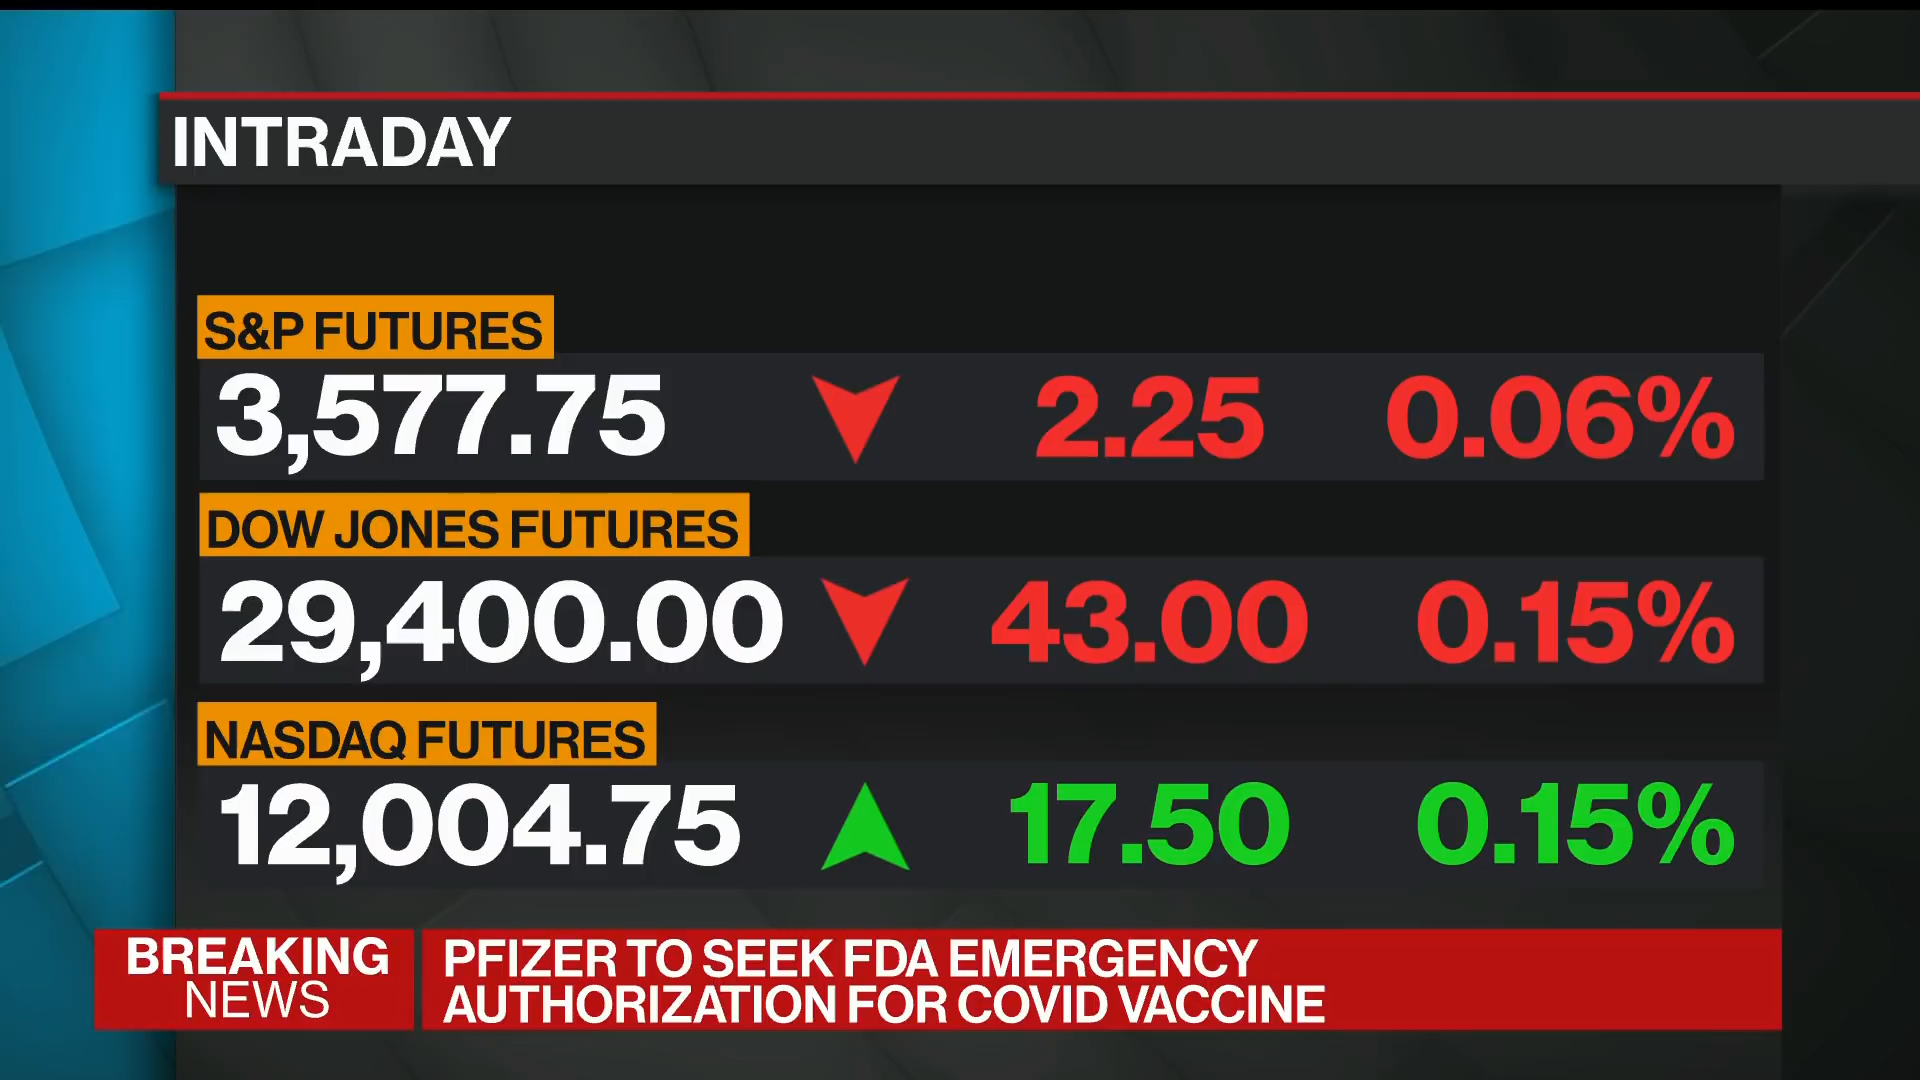 INTRADAY
S&P FUTURES
3,577.75 2.25 0.06%
DOW JONES FUTURES
29,400.00 43.00 0.15%
NASDAQ FUTURES
12,004.75 17.50 0.15%
BREAKING
NEWS
PFIZER TO SEEK FDA EMERGENCY
AUTHORIZATION FOR COVID VACCINE